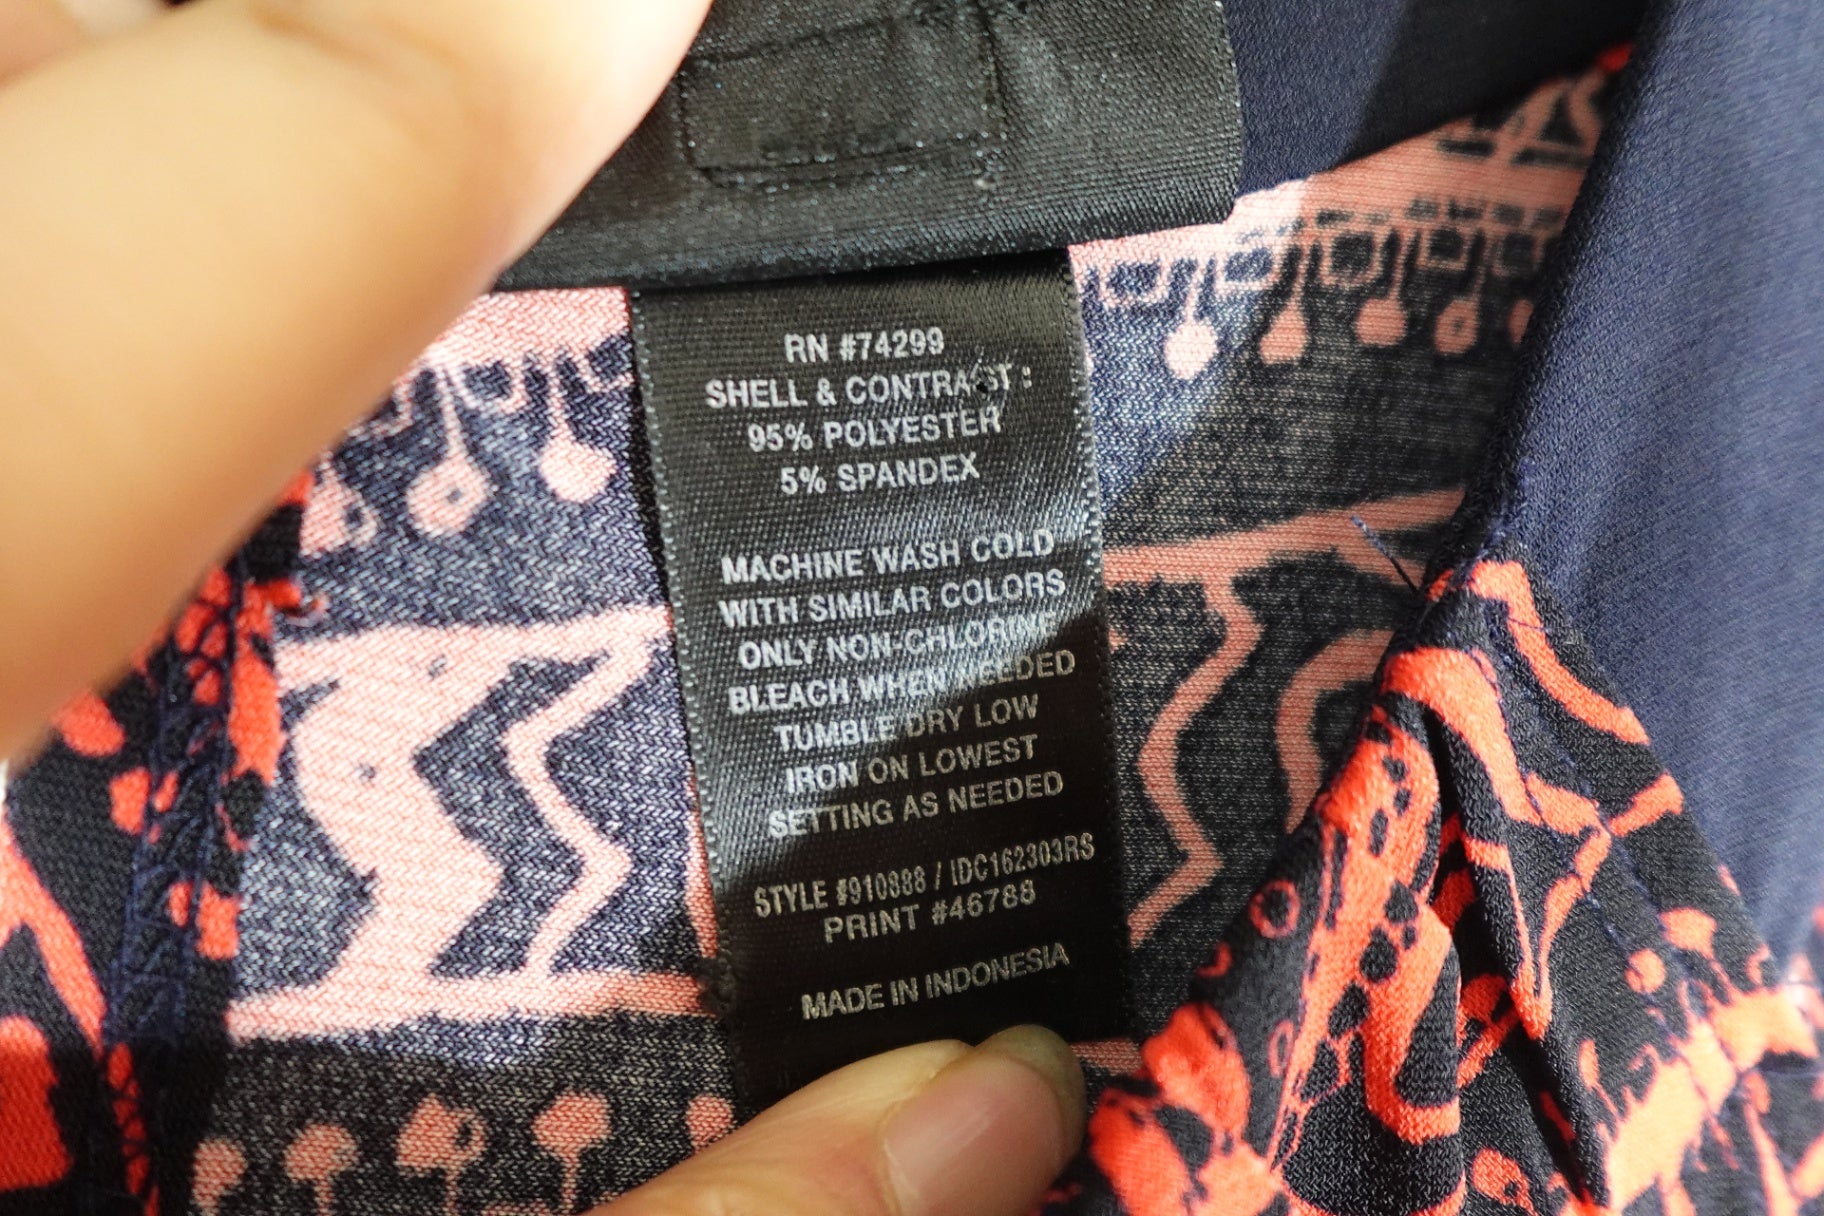 RN #74299
SHELL & CONTRAST :
95% POLYESTER
5% SPANDEX
MACHINE WASH COLD
WITH SIMILAR COLORS
ONLY NON-CHLORINE
BLEACH WHEN NEEDED
TUMBLE DRY LOW
IRON ON LOWEST
SETTING AS NEEDED
STYLE #910888 / IDC162303RS
PRINT #46788
MADE IN INDONESIA